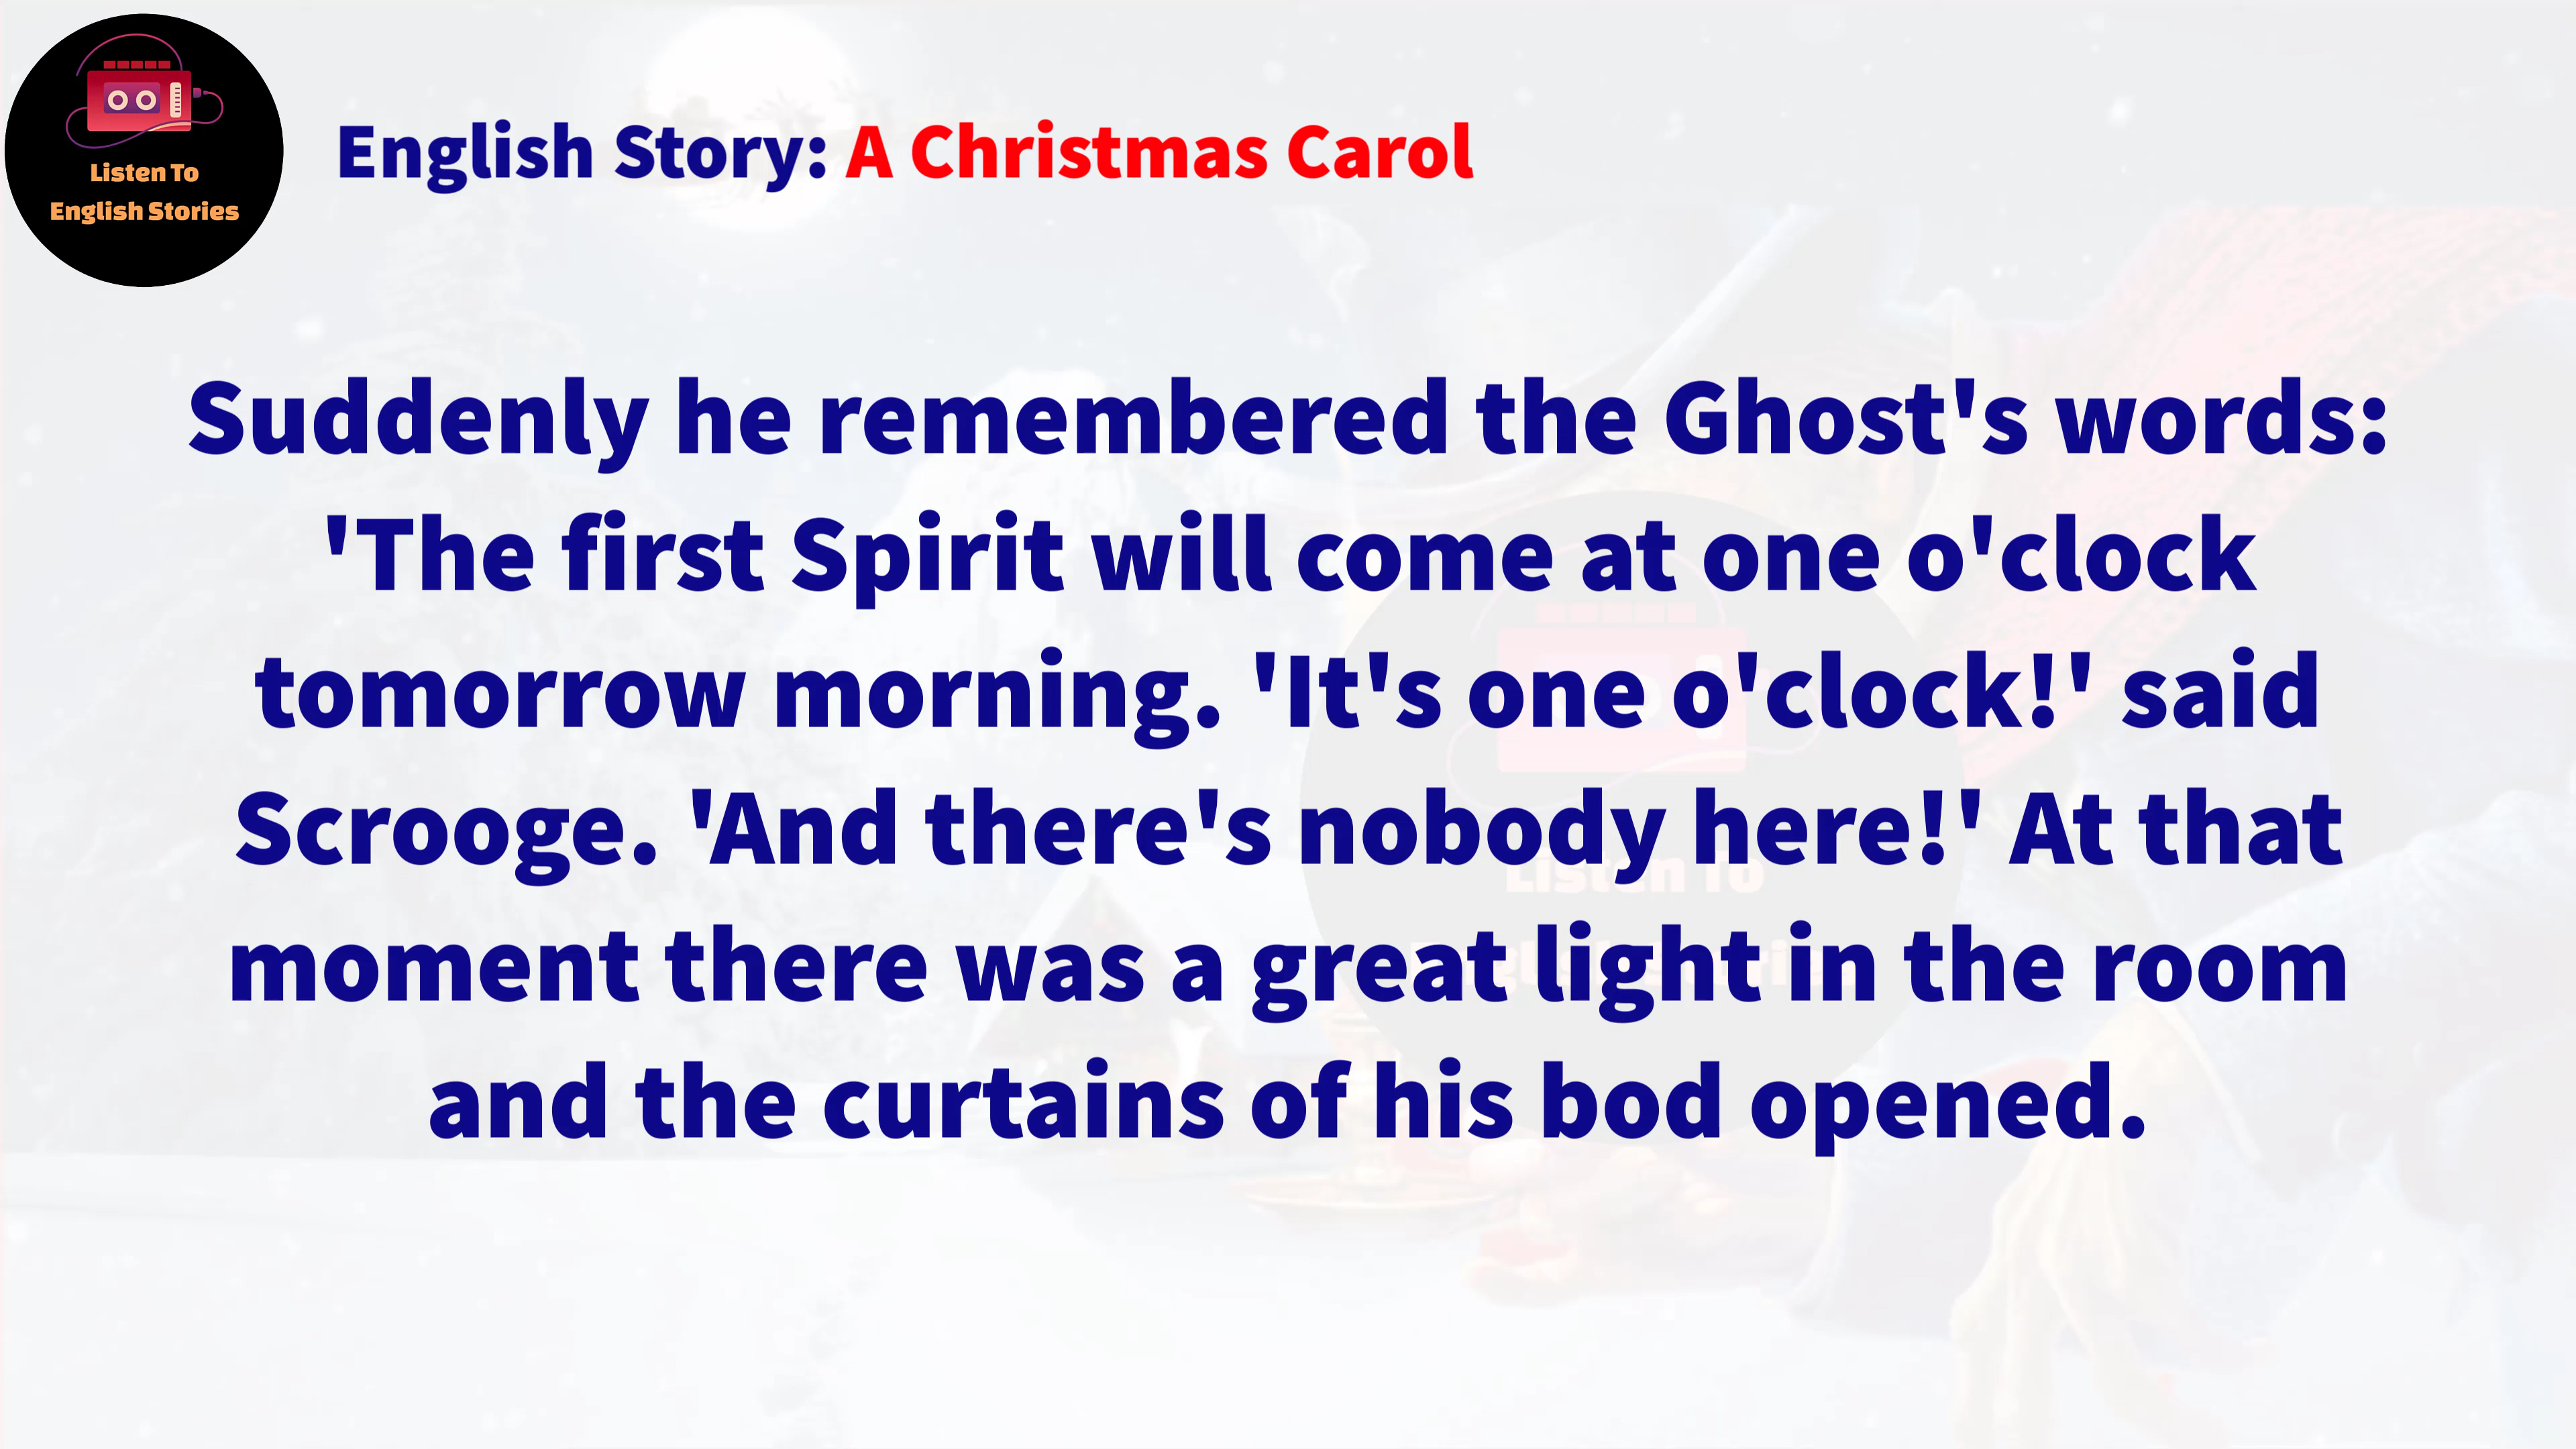 Listen To
English Stories
English Story: A Christmas Carol
Suddenly he remembered the Ghost's words:
'The first Spirit will come at one o'clock
tomorrow morning. 'It's one o'clock!' said
Scrooge. 'And there's nobody here!' At that
moment there was a great light in the room
and the curtains of his bod opened.
Listen To